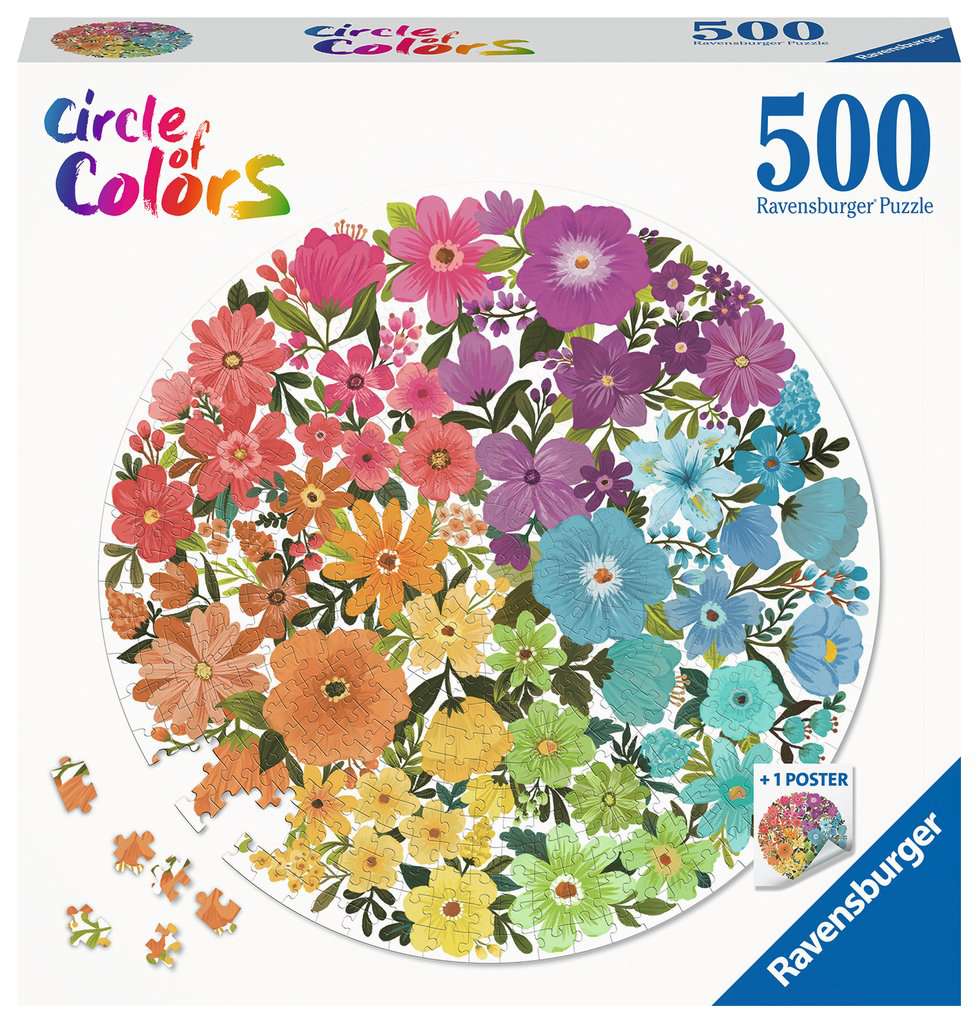 Circle of
Colors
500
Ravensburger Puzzle
Ravensburger
Circle
of
Colors
500
Ravensburger® Puzzle
+ 1 POSTER
Ravensburger